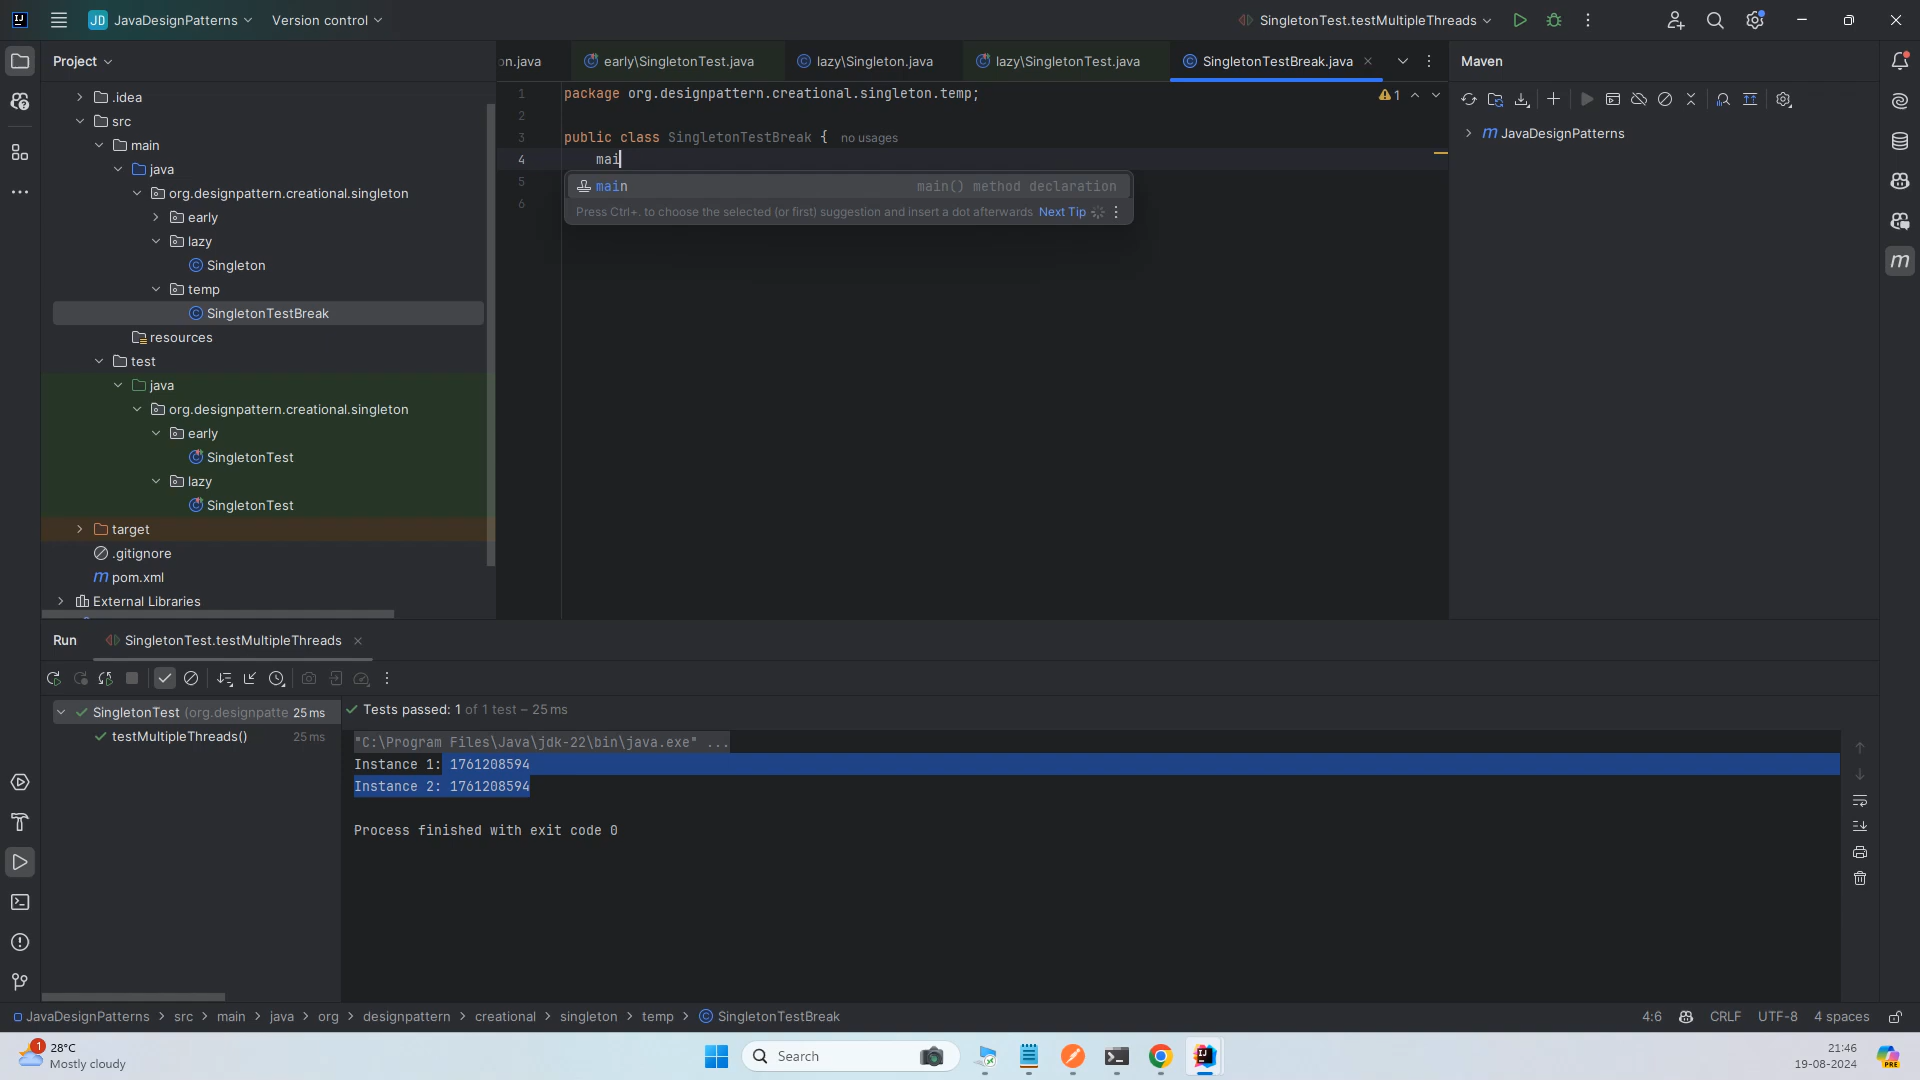 JD JavaDesignPatterns Version control SingletonTest.testMultipleThreads
Project
on.java early\SingletonTest.java lazy\Singleton.java lazy\SingletonTest.java SingletonTestBreak.java
Maven
.idea
src
main
java
org.designpattern.creational.singleton
early
lazy
Singleton
temp
SingletonTestBreak
resources
test
java
org.designpattern.creational.singleton
early
SingletonTest
lazy
SingletonTest
target
.gitignore
pom.xml
External Libraries
1 package org.designpattern.creational.singleton.temp;
2
3 public class SingletonTestBreak { no usages
4 mai
5
6
1
main main() method declaration
Press Ctrl+. to choose the selected (or first) suggestion and insert a dot afterwards Next Tip
JavaDesignPatterns
Run SingletonTest.testMultipleThreads
SingletonTest (org.designpatte 25 ms
testMultipleThreads() 25 ms
Tests passed: 1 of 1 test – 25 ms
"C:\Program Files\Java\jdk-22\bin\java.exe" ...
Instance 1: 1761208594
Instance 2: 1761208594
Process finished with exit code 0
JavaDesignPatterns src main java org designpattern creational singleton temp SingletonTestBreak
4:6 CRLF UTF-8 4 spaces
1
28°C
Mostly cloudy
Search
21:46
19-08-2024
PRE